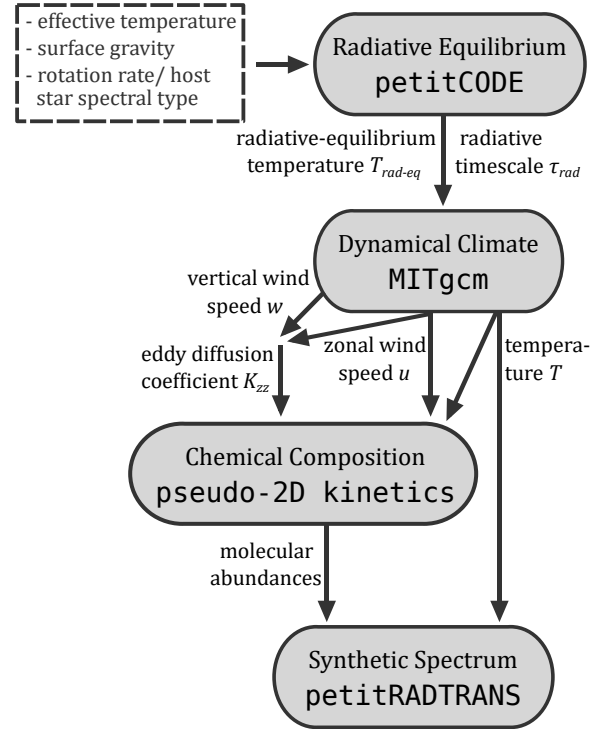 - effective temperature
- surface gravity
- rotation rate/ host
star spectral type
Radiative Equilibrium
petitCODE
radiative-equilibrium
temperature T_rad-eq
radiative
timescale τ_rad
Dynamical Climate
MITgcm
vertical wind
speed w
eddy diffusion
coefficient K_zz
zonal wind
speed u
tempera-
ture T
Chemical Composition
pseudo-2D kinetics
molecular
abundances
Synthetic Spectrum
petitRADTRANS